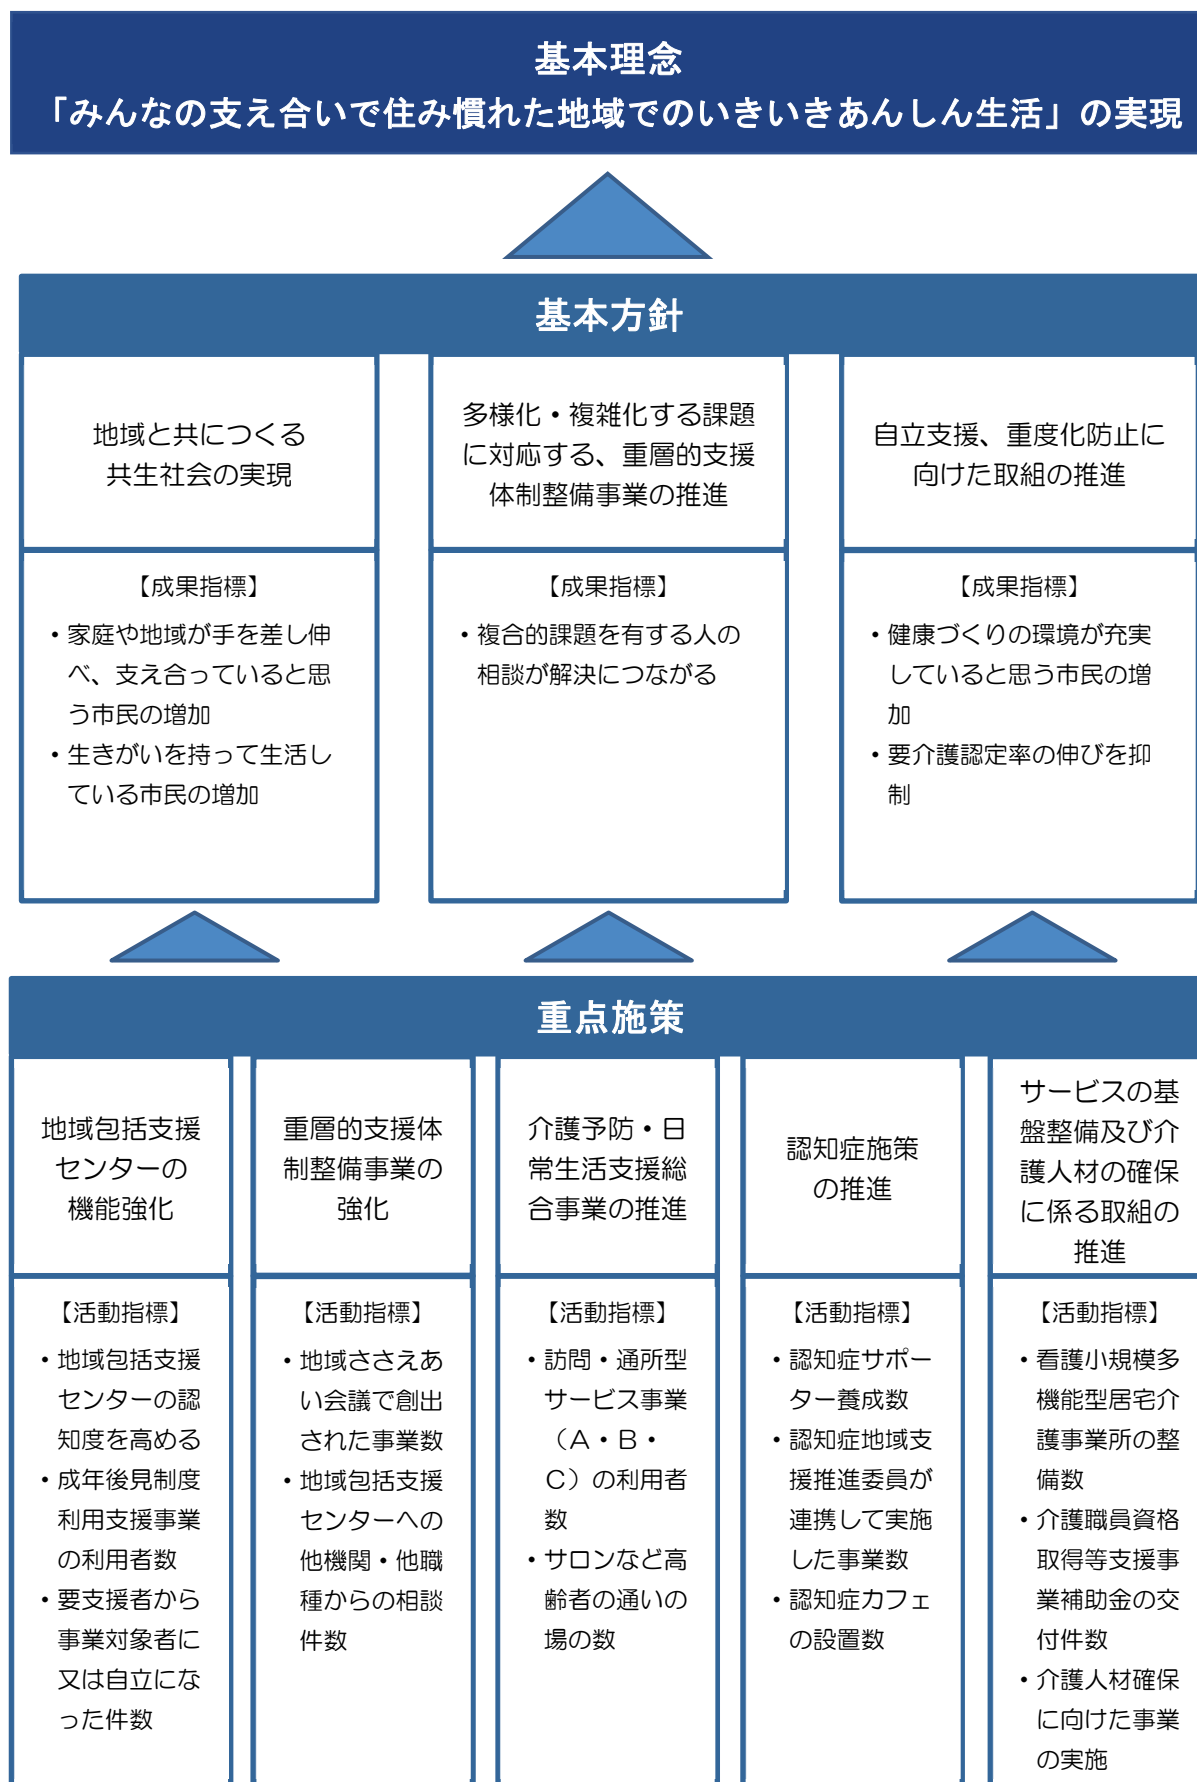 基本理念
「みんなの支え合いで住み慣れた地域でのいきいきあんしん生活」の実現
基本方針
地域と共につくる
共生社会の実現
【成果指標】
・家庭や地域が手を差し伸
べ、支え合っていると思
う市民の増加
・生きがいを持って生活し
ている市民の増加
多様化・複雑化する課題
に対応する、重層的支援
体制整備事業の推進
【成果指標】
・複合的課題を有する人の
相談が解決につながる
自立支援、重度化防止に
向けた取組の推進
【成果指標】
・健康づくりの環境が充実
していると思う市民の増
加
・要介護認定率の伸びを抑
制
重点施策
地域包括支援
センターの
機能強化
【活動指標】
・地域包括支援
センターの認
知度を高める
・成年後見制度
利用支援事業
の利用者数
・要支援者から
事業対象者に
又は自立にな
った件数
重層的支援体
制整備事業の
強化
【活動指標】
・地域ささえあ
い会議で創出
された事業数
・地域包括支援
センターへの
他機関・他職
種からの相談
件数
介護予防・日
常生活支援総
合事業の推進
【活動指標】
・訪問・通所型
サービス事業
（A・B・
C）の利用者
数
・サロンなど高
齢者の通いの
場の数
認知症施策
の推進
【活動指標】
・認知症サポー
ター養成数
・認知症地域支
援推進委員が
連携して実施
した事業数
・認知症カフェ
の設置数
サービスの基
盤整備及び介
護人材の確保
に係る取組の
推進
【活動指標】
・看護小規模多
機能型居宅介
護事業所の整
備数
・介護職員資格
取得等支援事
業補助金の交
付件数
・介護人材確保
に向けた事業
の実施